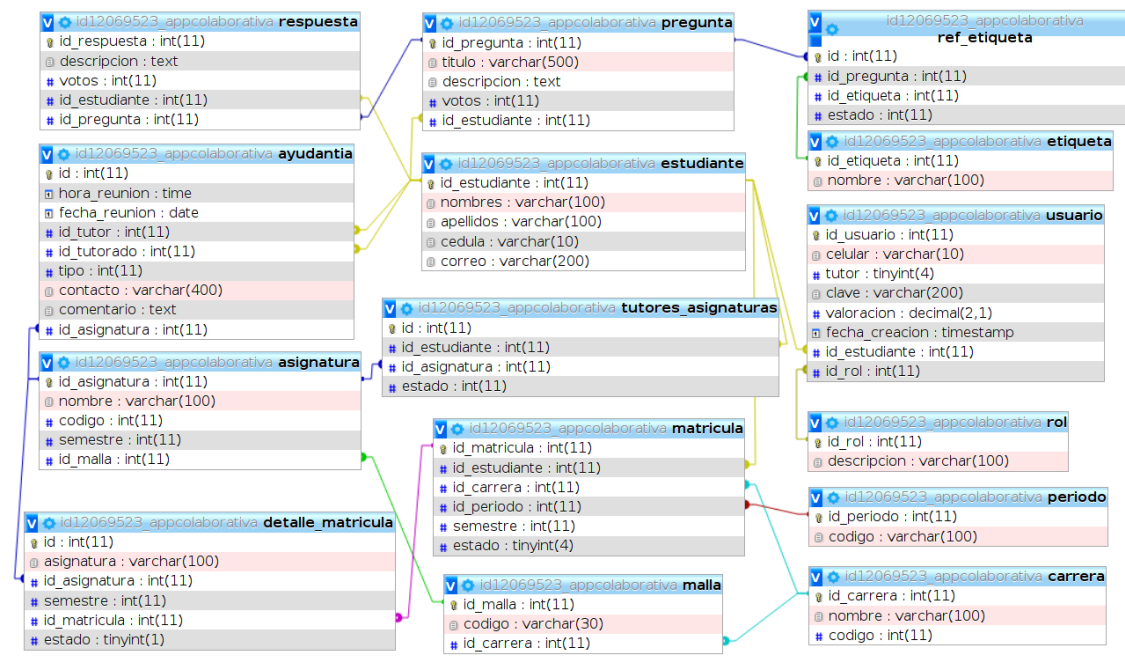 id12069523_appcolaborativa respuesta
id_respuesta : int(11)
descripcion : text
votos : int(11)
id_estudiante : int(11)
id_pregunta : int(11)
id12069523_appcolaborativa pregunta
id_pregunta : int(11)
titulo : varchar(500)
descripcion : text
votos : int(11)
id_estudiante : int(11)
id12069523_appcolaborativa
ref_etiqueta
id : int(11)
id_pregunta : int(11)
id_etiqueta : int(11)
estado : int(11)
id12069523_appcolaborativa ayudantia
id : int(11)
hora_reunion : time
fecha_reunion : date
id_tutor : int(11)
id_tutorado : int(11)
tipo : int(11)
contacto : varchar(400)
comentario : text
id_asignatura : int(11)
id12069523_appcolaborativa estudiante
id_estudiante : int(11)
nombres : varchar(100)
apellidos : varchar(100)
cedula : varchar(10)
correo : varchar(200)
id12069523_appcolaborativa etiqueta
id_etiqueta : int(11)
nombre : varchar(100)
id12069523_appcolaborativa usuario
id_usuario : int(11)
celular : varchar(10)
tutor : tinyint(4)
clave : varchar(200)
valoracion : decimal(2,1)
fecha_creacion : timestamp
id_estudiante : int(11)
id_rol : int(11)
id12069523_appcolaborativa tutores_asignaturas
id : int(11)
id_estudiante : int(11)
id_asignatura : int(11)
estado : int(11)
id12069523_appcolaborativa asignatura
id_asignatura : int(11)
nombre : varchar(100)
codigo : int(11)
semestre : int(11)
id_malla : int(11)
id12069523_appcolaborativa matricula
id_matricula : int(11)
id_estudiante : int(11)
id_carrera : int(11)
id_periodo : int(11)
semestre : int(11)
estado : tinyint(4)
id12069523_appcolaborativa rol
id_rol : int(11)
descripcion : varchar(100)
id12069523_appcolaborativa periodo
id_periodo : int(11)
codigo : varchar(100)
id12069523_appcolaborativa detalle_matricula
id : int(11)
asignatura : varchar(100)
id_asignatura : int(11)
semestre : int(11)
id_matricula : int(11)
estado : tinyint(1)
id12069523_appcolaborativa malla
id_malla : int(11)
codigo : varchar(30)
id_carrera : int(11)
id12069523_appcolaborativa carrera
id_carrera : int(11)
nombre : varchar(100)
codigo : int(11)